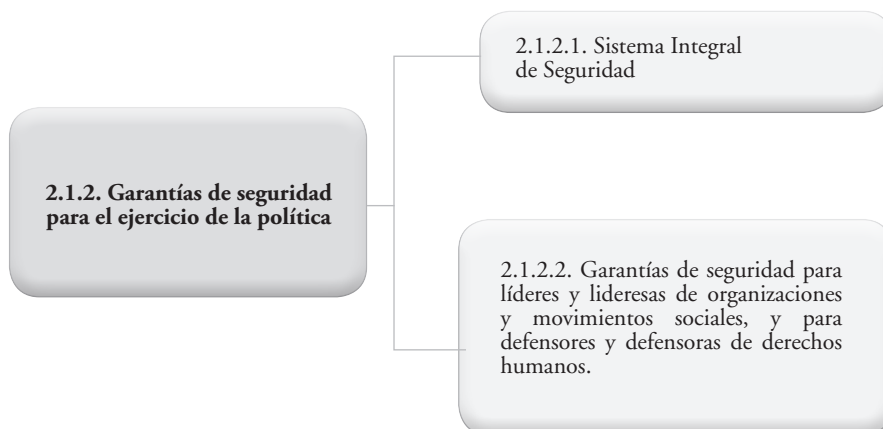 2.1.2.1. Sistema Integral
de Seguridad
2.1.2. Garantías de seguridad
para el ejercicio de la política
2.1.2.2. Garantías de seguridad para
líderes y lideresas de organizaciones
y movimientos sociales, y para
defensores y defensoras de derechos
humanos.